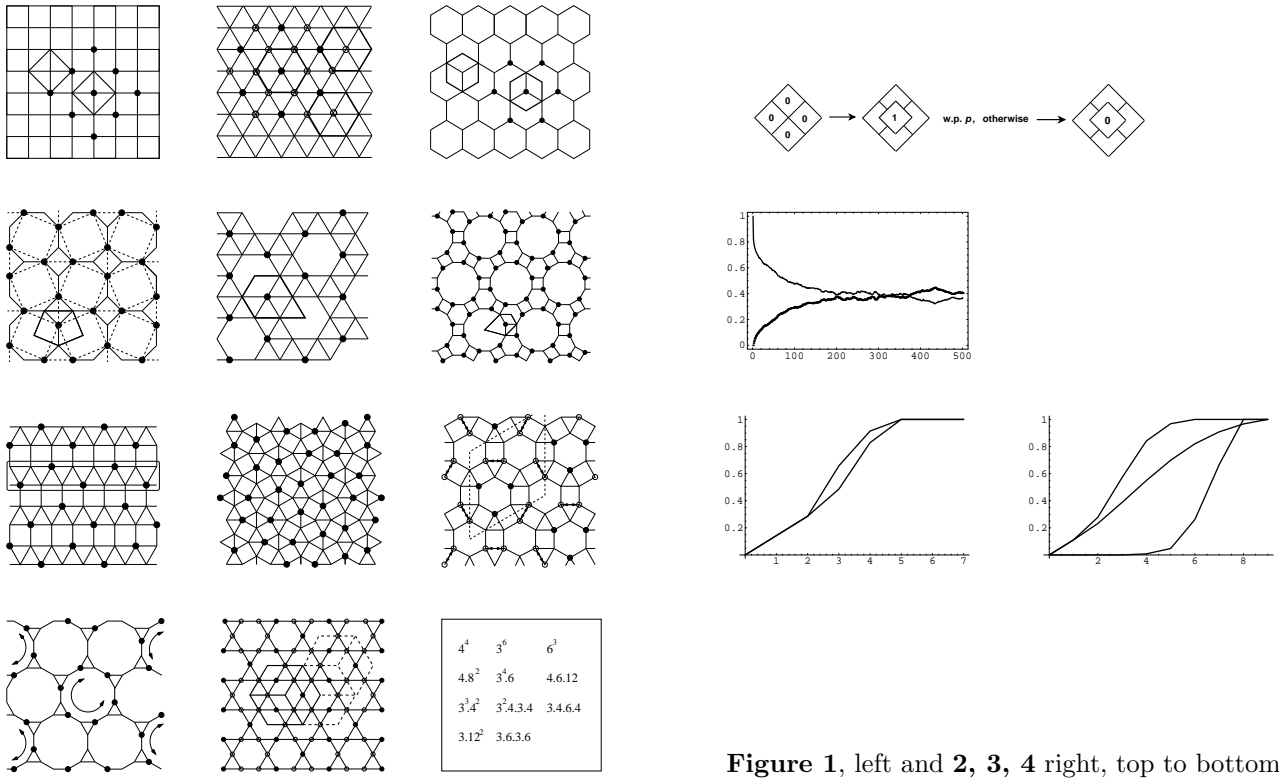 0
0 0
0
1
w.p. p, otherwise
0
1
0.8
0.6
0.4
0.2
0
0 100 200 300 400 500
1
0.8
0.6
0.4
0.2
1 2 3 4 5 6 7
1
0.8
0.6
0.4
0.2
2 4 6 8
4⁴ 3⁶ 6³
4.8² 3⁴.6 4.6.12
3³.4² 3².4.3.4 3.4.6.4
3.12² 3.6.3.6
Figure 1, left and 2, 3, 4 right, top to bottom